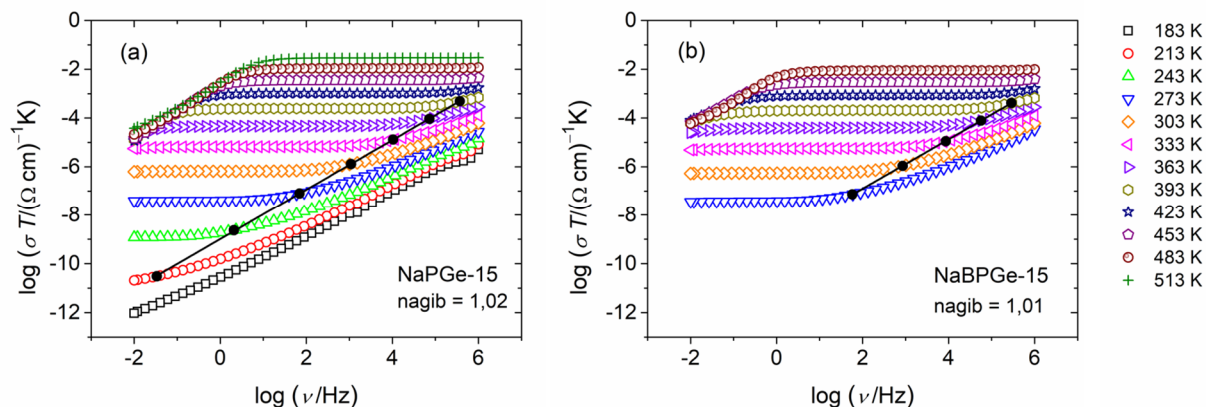 (a)
log (σ T/(Ω cm)⁻¹K)
0
-2
-4
-6
-8
-10
-12
NaPGe-15
nagib = 1,02
-2 0 2 4 6
log (ν/Hz)
(b)
log (σ T/(Ω cm)⁻¹K)
0
-2
-4
-6
-8
-10
-12
NaBPGe-15
nagib = 1,01
-2 0 2 4 6
log (ν/Hz)
183 K
213 K
243 K
273 K
303 K
333 K
363 K
393 K
423 K
453 K
483 K
513 K